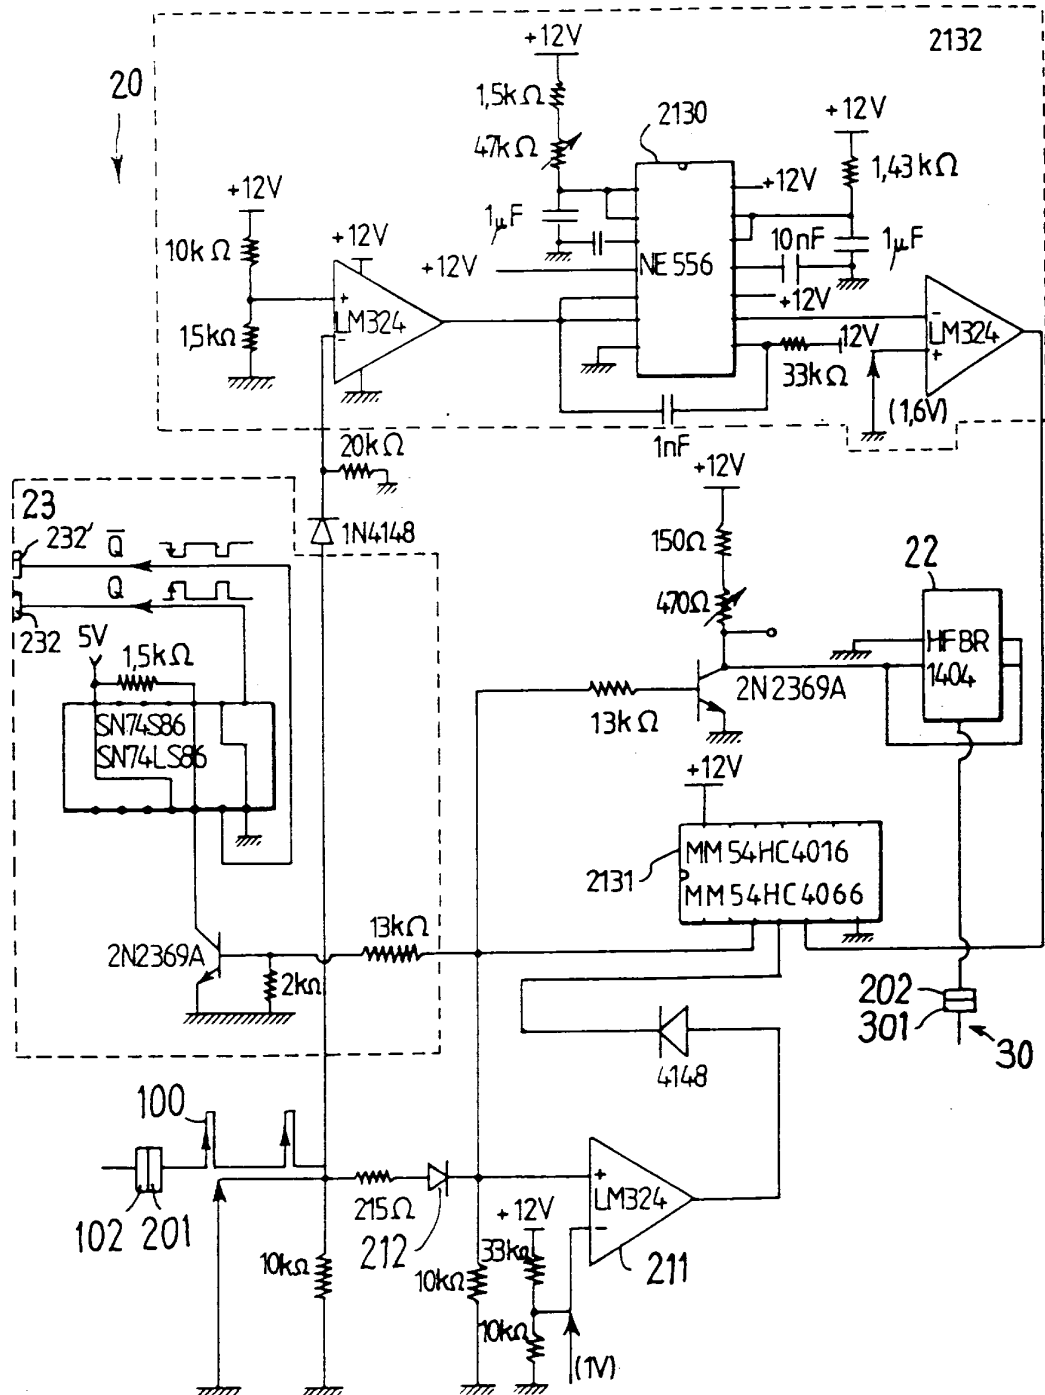 +12V
2132
20
+12V
1,5kΩ
2130
47kΩ
+12V
1,43kΩ
+12V
10kΩ
+12V
1µF
+12V
10nF
1µF
NE556
+12V
+12V
+
LM324
-
1,5kΩ
12V
33kΩ
-
LM324
+
(1,6V)
1nF
20kΩ
+12V
23
232'
Q̅
1N4148
150Ω
22
Q
232
470Ω
5V
1,5kΩ
HFBR
1404
2N2369A
SN74S86
SN74LS86
13kΩ
+12V
2131
MM54HC4016
MM54HC4066
13kΩ
2N2369A
2kΩ
202
301
30
4148
100
+
LM324
-
215Ω
+12V
102
201
212
33kΩ
211
10kΩ
10kΩ
10kΩ
(1V)